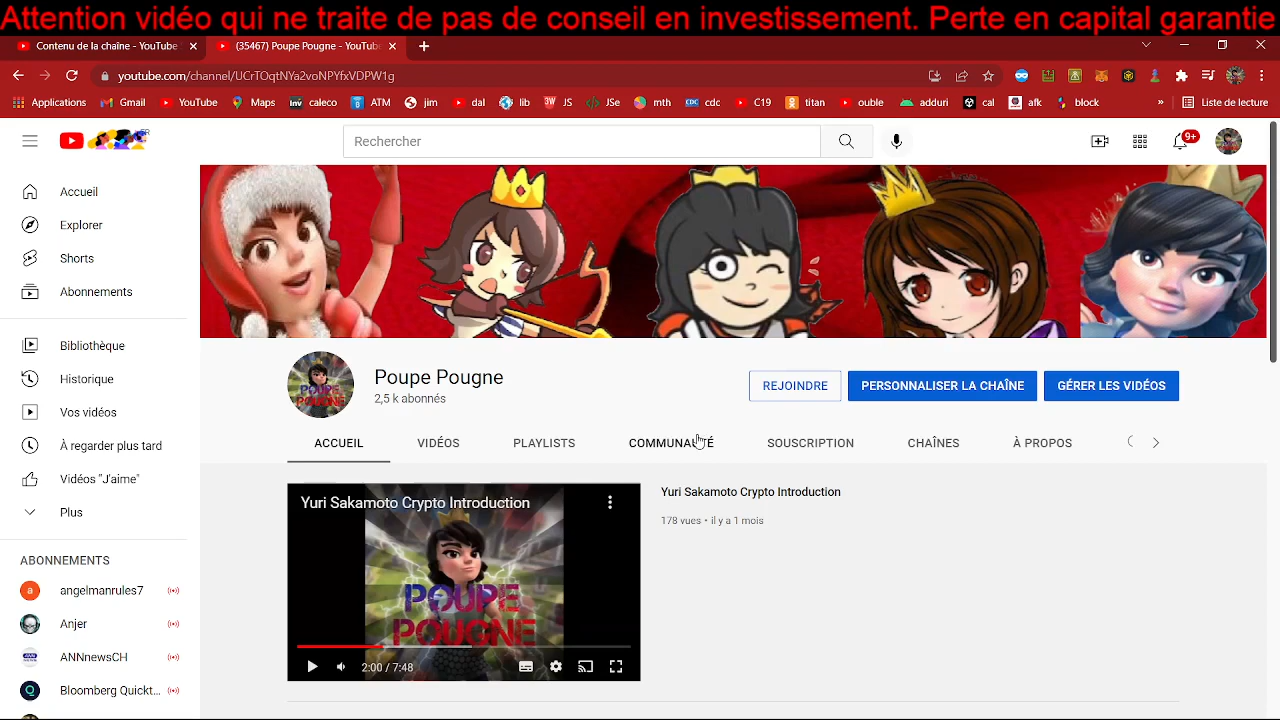 Attention vidéo qui ne traite de pas de conseil en investissement. Perte en capital garantie
Contenu de la chaîne - YouTube
(35467) Poupe Pougne - YouTube
youtube.com/channel/UCrTOqtNYa2voNPYfxVDPW1g
Applications Gmail YouTube Maps caleco ATM jim dal lib JS JSe mth cdc C19 titan ouble adduri cal afk block » Liste de lecture
FR
Rechercher
9+
Accueil
Explorer
Shorts
Abonnements
Bibliothèque
Historique
Vos vidéos
À regarder plus tard
Vidéos "J'aime"
Plus
ABONNEMENTS
a angelmanrules7
Anjer
ANNnewsCH
Bloomberg Quickt...
Poupe Pougne
2,5 k abonnés
REJOINDRE PERSONNALISER LA CHAÎNE GÉRER LES VIDÉOS
ACCUEIL VIDÉOS PLAYLISTS COMMUNAUTÉ SOUSCRIPTION CHAÎNES À PROPOS
Yuri Sakamoto Crypto Introduction
POUPE
POUGNE
2:00 / 7:48
Yuri Sakamoto Crypto Introduction
178 vues • il y a 1 mois